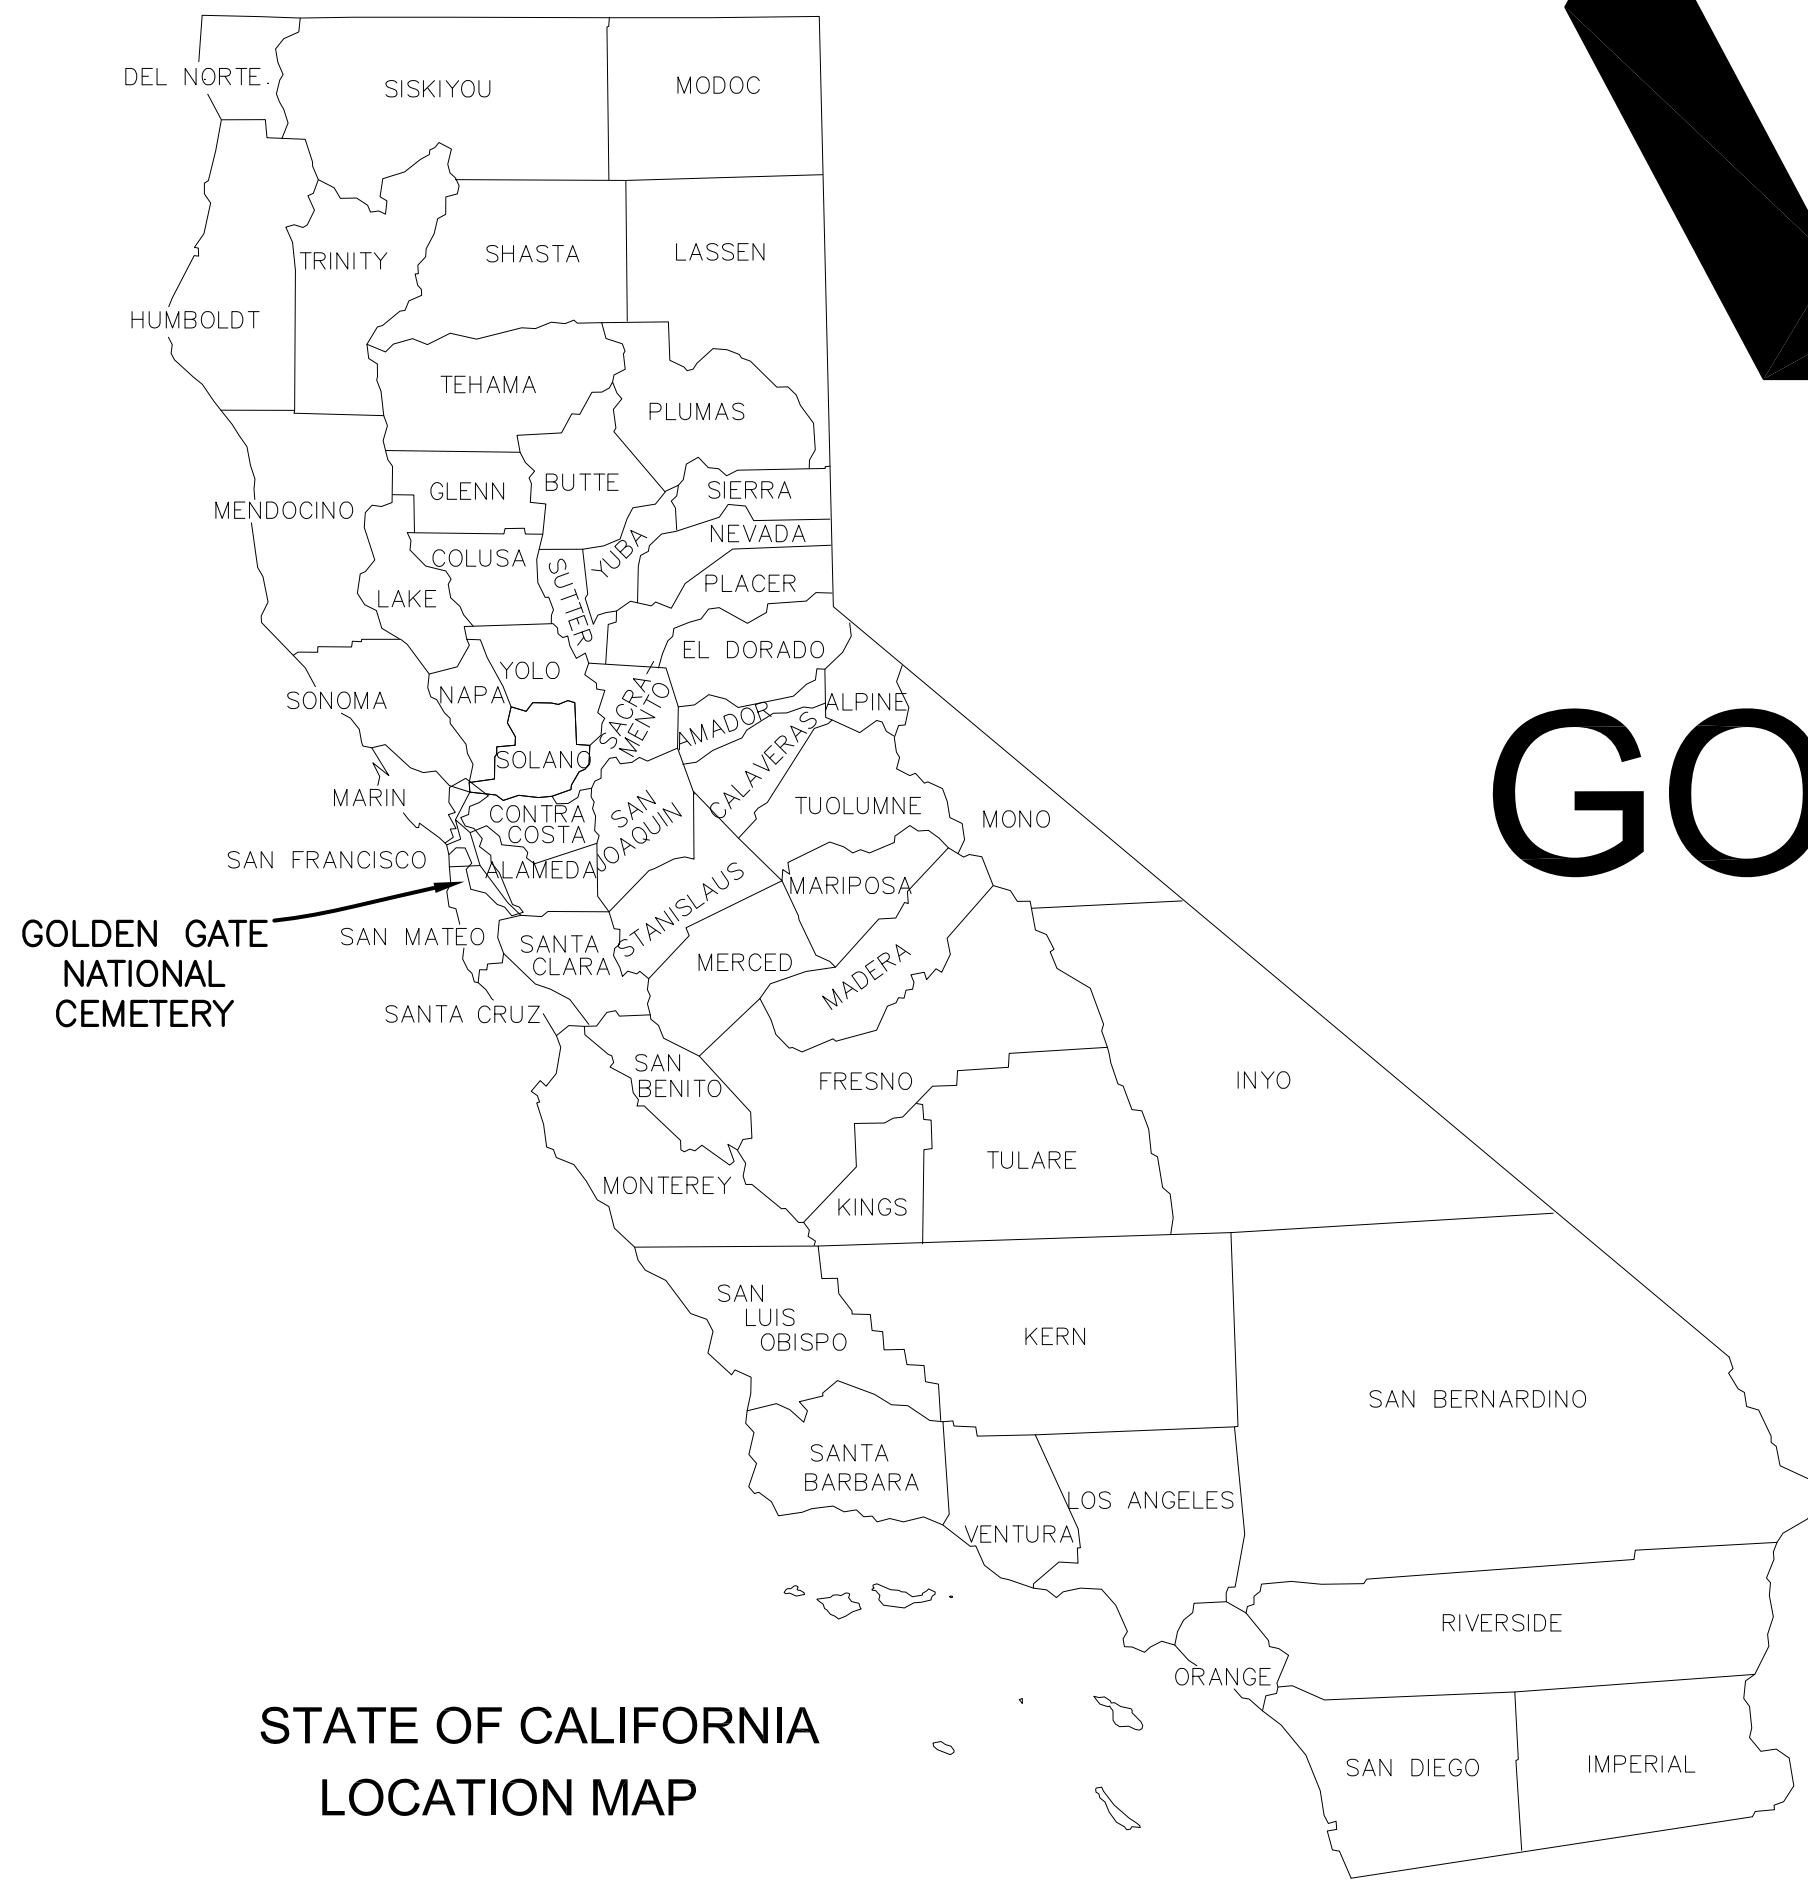 DEL NORTE.
SISKIYOU
MODOC
TRINITY
SHASTA
LASSEN
HUMBOLDT
TEHAMA
PLUMAS
GLENN
BUTTE
SIERRA
MENDOCINO
NEVADA
COLUSA
YUBA
SUTTER
PLACER
LAKE
EL DORADO
YOLO
SONOMA
NAPA
SACRA
MENTO
ALPINE
AMADOR
SOLANO
CALAVERAS
MARIN
CONTRA
COSTA
SAN
JOAQUIN
TUOLUMNE
MONO
GO
SAN FRANCISCO
ALAMEDA
MARIPOSA
STANISLAUS
GOLDEN GATE
NATIONAL
CEMETERY
SAN MATEO
SANTA
CLARA
MERCED
MADERA
SANTA CRUZ
SAN
BENITO
FRESNO
INYO
TULARE
MONTEREY
KINGS
SAN
LUIS
OBISPO
KERN
SAN BERNARDINO
SANTA
BARBARA
LOS ANGELES
VENTURA
RIVERSIDE
ORANGE
SAN DIEGO
IMPERIAL
STATE OF CALIFORNIA
LOCATION MAP